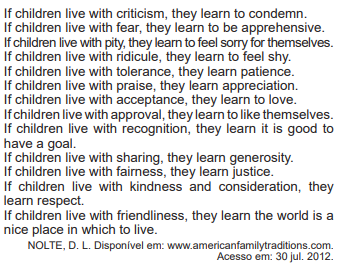 If children live with criticism, they learn to condemn.
If children live with fear, they learn to be apprehensive.
If children live with pity, they learn to feel sorry for themselves.
If children live with ridicule, they learn to feel shy.
If children live with tolerance, they learn patience.
If children live with praise, they learn appreciation.
If children live with acceptance, they learn to love.
If children live with approval, they learn to like themselves.
If children live with recognition, they learn it is good to
have a goal.
If children live with sharing, they learn generosity.
If children live with fairness, they learn justice.
If children live with kindness and consideration, they
learn respect.
If children live with friendliness, they learn the world is a
nice place in which to live.
NOLTE, D. L. Disponível em: www.americanfamilytraditions.com.
Acesso em: 30 jul. 2012.